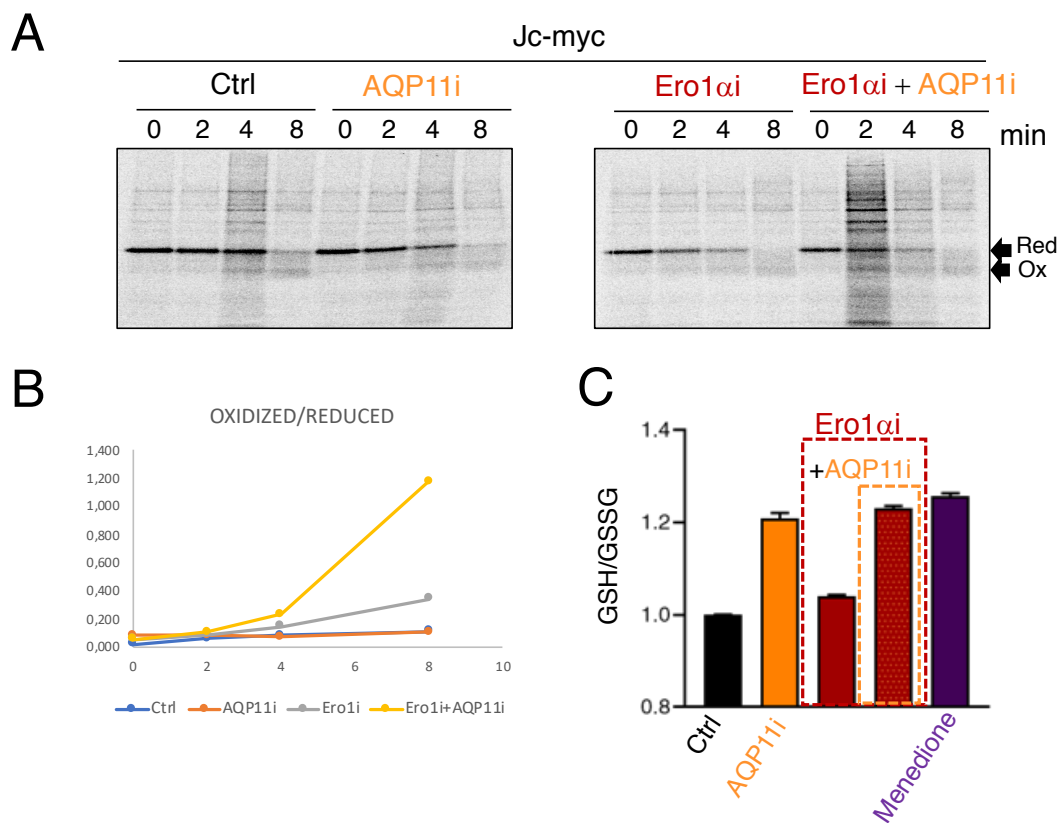 A
Jc-myc
Ctrl AQP11i Ero1αi Ero1αi + AQP11i
0 2 4 8 0 2 4 8 0 2 4 8 0 2 4 8 min
Red
Ox
B
OXIDIZED/REDUCED
1,400
1,200
1,000
0,800
0,600
0,400
0,200
0,000
0 2 4 6 8 10
Ctrl AQP11i Ero1i Ero1i+AQP11i
C
Ero1αi
+AQP11i
1.4
1.2
1.0
0.8
GSH/GSSG
Ctrl
AQP11i
Menedione